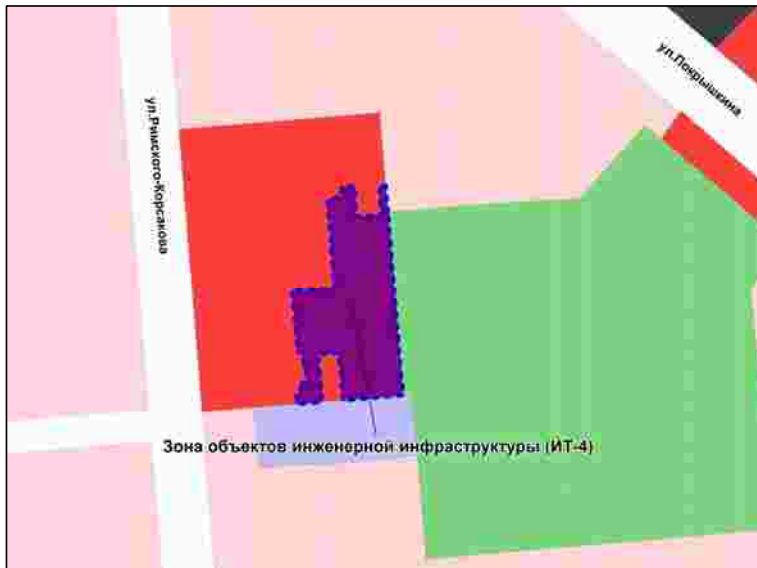 ул.Покрышкина
ул.Римского-Корсакова
Зона объектов инженерной инфраструктуры (ИТ-4)